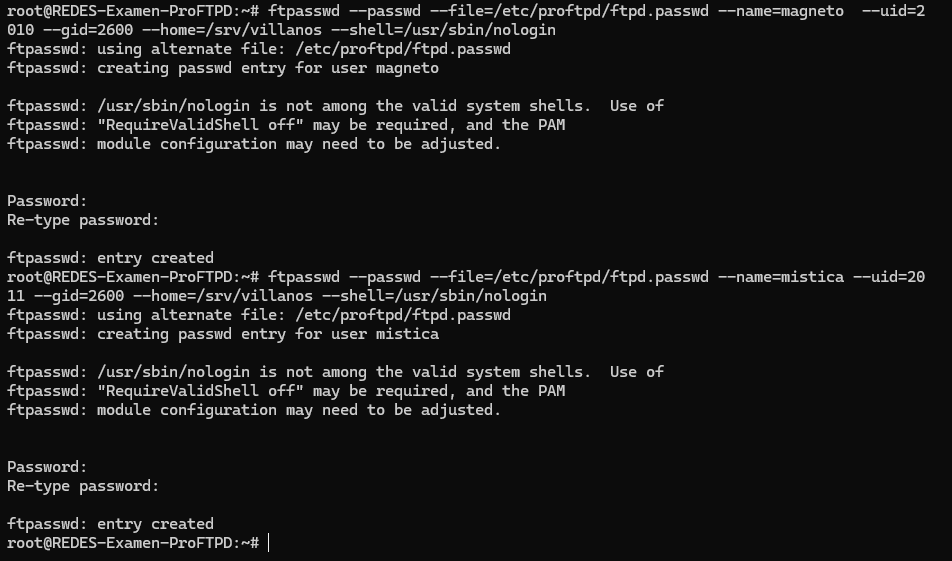 root@REDES-Examen-ProFTPD:~# ftpasswd --passwd --file=/etc/proftpd/ftpd.passwd --name=magneto  --uid=2
010 --gid=2600 --home=/srv/villanos --shell=/usr/sbin/nologin
ftpasswd: using alternate file: /etc/proftpd/ftpd.passwd
ftpasswd: creating passwd entry for user magneto

ftpasswd: /usr/sbin/nologin is not among the valid system shells.  Use of
ftpasswd: "RequireValidShell off" may be required, and the PAM
ftpasswd: module configuration may need to be adjusted.

Password:
Re-type password:

ftpasswd: entry created
root@REDES-Examen-ProFTPD:~# ftpasswd --passwd --file=/etc/proftpd/ftpd.passwd --name=mistica --uid=20
11 --gid=2600 --home=/srv/villanos --shell=/usr/sbin/nologin
ftpasswd: using alternate file: /etc/proftpd/ftpd.passwd
ftpasswd: creating passwd entry for user mistica

ftpasswd: /usr/sbin/nologin is not among the valid system shells.  Use of
ftpasswd: "RequireValidShell off" may be required, and the PAM
ftpasswd: module configuration may need to be adjusted.

Password:
Re-type password:

ftpasswd: entry created
root@REDES-Examen-ProFTPD:~#